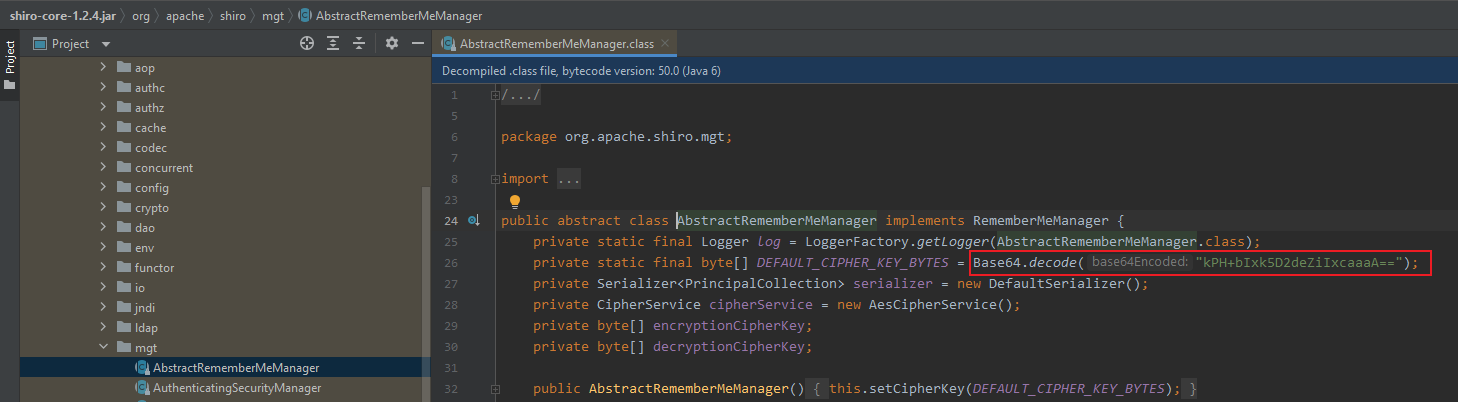 shiro-core-1.2.4.jar › org › apache › shiro › mgt › AbstractRememberMeManager
Project
Project
AbstractRememberMeManager.class
aop
authc
authz
cache
codec
concurrent
config
crypto
dao
env
functor
io
jndi
ldap
mgt
AbstractRememberMeManager
AuthenticatingSecurityManager
Decompiled .class file, bytecode version: 50.0 (Java 6)
1 /.../
5
6 package org.apache.shiro.mgt;
7
8 import ...
23
24 public abstract class AbstractRememberMeManager implements RememberMeManager {
25 private static final Logger log = LoggerFactory.getLogger(AbstractRememberMeManager.class);
26 private static final byte[] DEFAULT_CIPHER_KEY_BYTES = Base64.decode( base64Encoded: "kPH+bIxk5D2deZiIxcaaaA==");
27 private Serializer<PrincipalCollection> serializer = new DefaultSerializer();
28 private CipherService cipherService = new AesCipherService();
29 private byte[] encryptionCipherKey;
30 private byte[] decryptionCipherKey;
31
32 public AbstractRememberMeManager() { this.setCipherKey(DEFAULT_CIPHER_KEY_BYTES); }